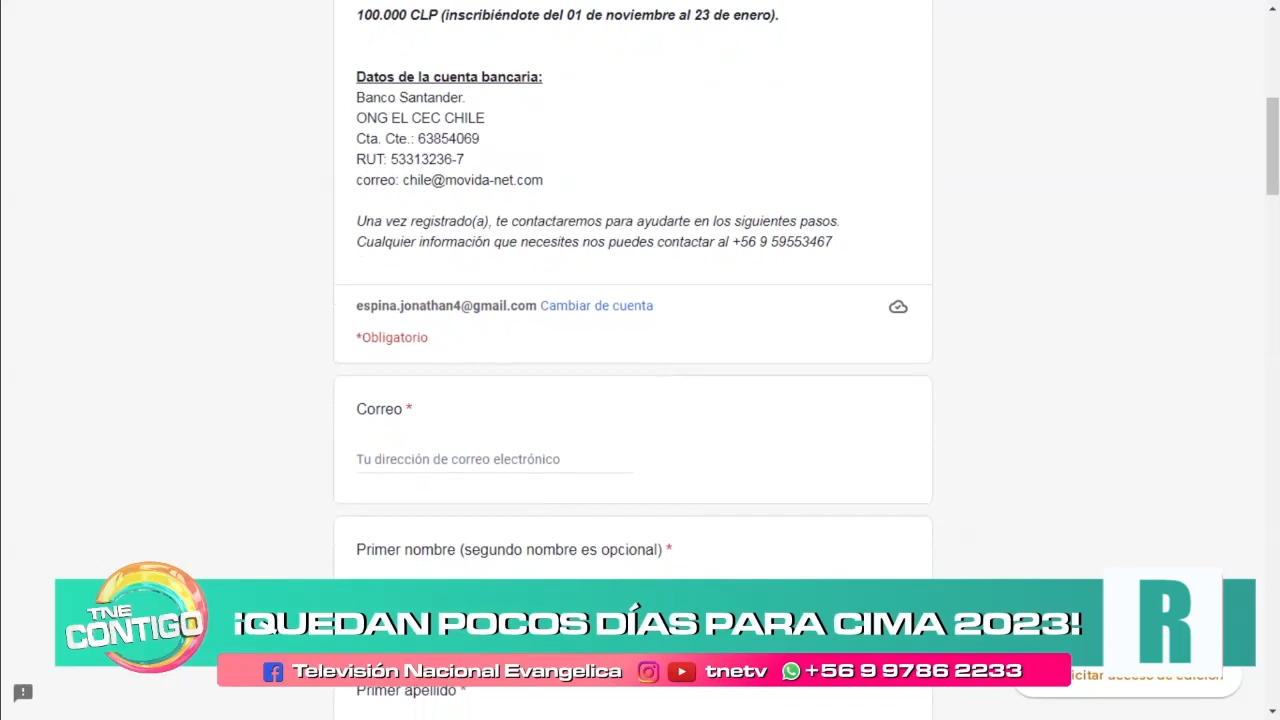 100.000 CLP (inscribiéndote del 01 de noviembre al 23 de enero).
Datos de la cuenta bancaria:
Banco Santander.
ONG EL CEC CHILE
Cta. Cte.: 63854069
RUT: 53313236-7
correo: chile@movida-net.com
Una vez registrado(a), te contactaremos para ayudarte en los siguientes pasos.
Cualquier información que necesites nos puedes contactar al +56 9 59553467
espina.jonathan4@gmail.com Cambiar de cuenta
*Obligatorio
Correo *
Tu dirección de correo electrónico
Primer nombre (segundo nombre es opcional) *
TNE
CONTIGO
¡QUEDAN POCOS DÍAS PARA CIMA 2023!
R
Televisión Nacional Evangelica tnetv +56 9 9786 2233
Primer apellido *